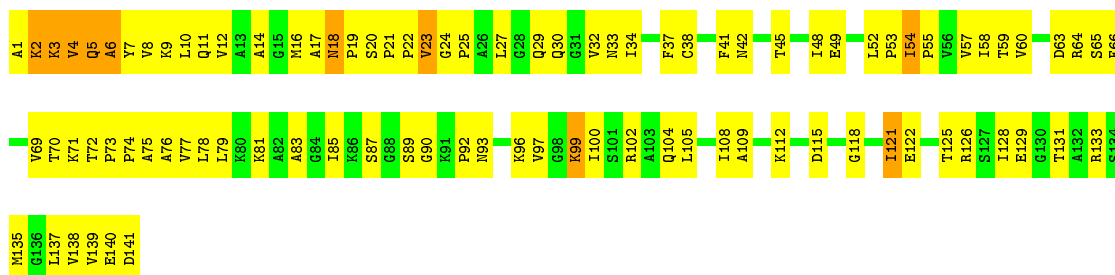 A1 K2 K3 V4 Q5 A6 Y7 V8 K9 L10 Q11 V12 A13 A14 G15 M16 A17 N18 P19 S20 P21 P22 V23 G24 P25 A26 L27 G28 Q29 Q30 G31 V32 N33 I34 F37 C38 F41 N42 T45 I48 E49 L52 P53 I54 P55 V56 V57 I58 T59 V60 D63 R64 S65
V69 T70 K71 T72 P73 P74 A75 A76 V77 L78 L79 K80 K81 A82 A83 G84 I85 K86 S87 G88 S89 G90 K91 P92 N93 K96 V97 G98 K99 I100 S101 R102 A103 Q104 L105 I108 A109 K112 D115 G118 I121 E122 T125 R126 S127 I128 E129 G130 T131 A132 R133 S134
M135 G136 L137 V138 V139 E140 D141